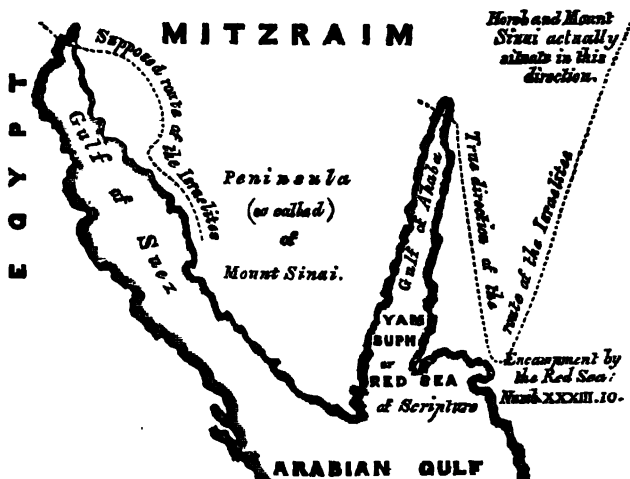 MITZRAIM
Horeb and Mount
Sinai actually
situate in this
direction.
EGYPT
Supposed route of the Israelites
Gulf of Suez
Peninsula
(so called)
of
Mount Sinai.
Gulf of Akaba
True direction of the route of the Israelites
YAM
SUPH
or
RED SEA
of Scripture
Encampment by
the Red Sea:
Numb. XXXIII. 10.
ARABIAN GULF